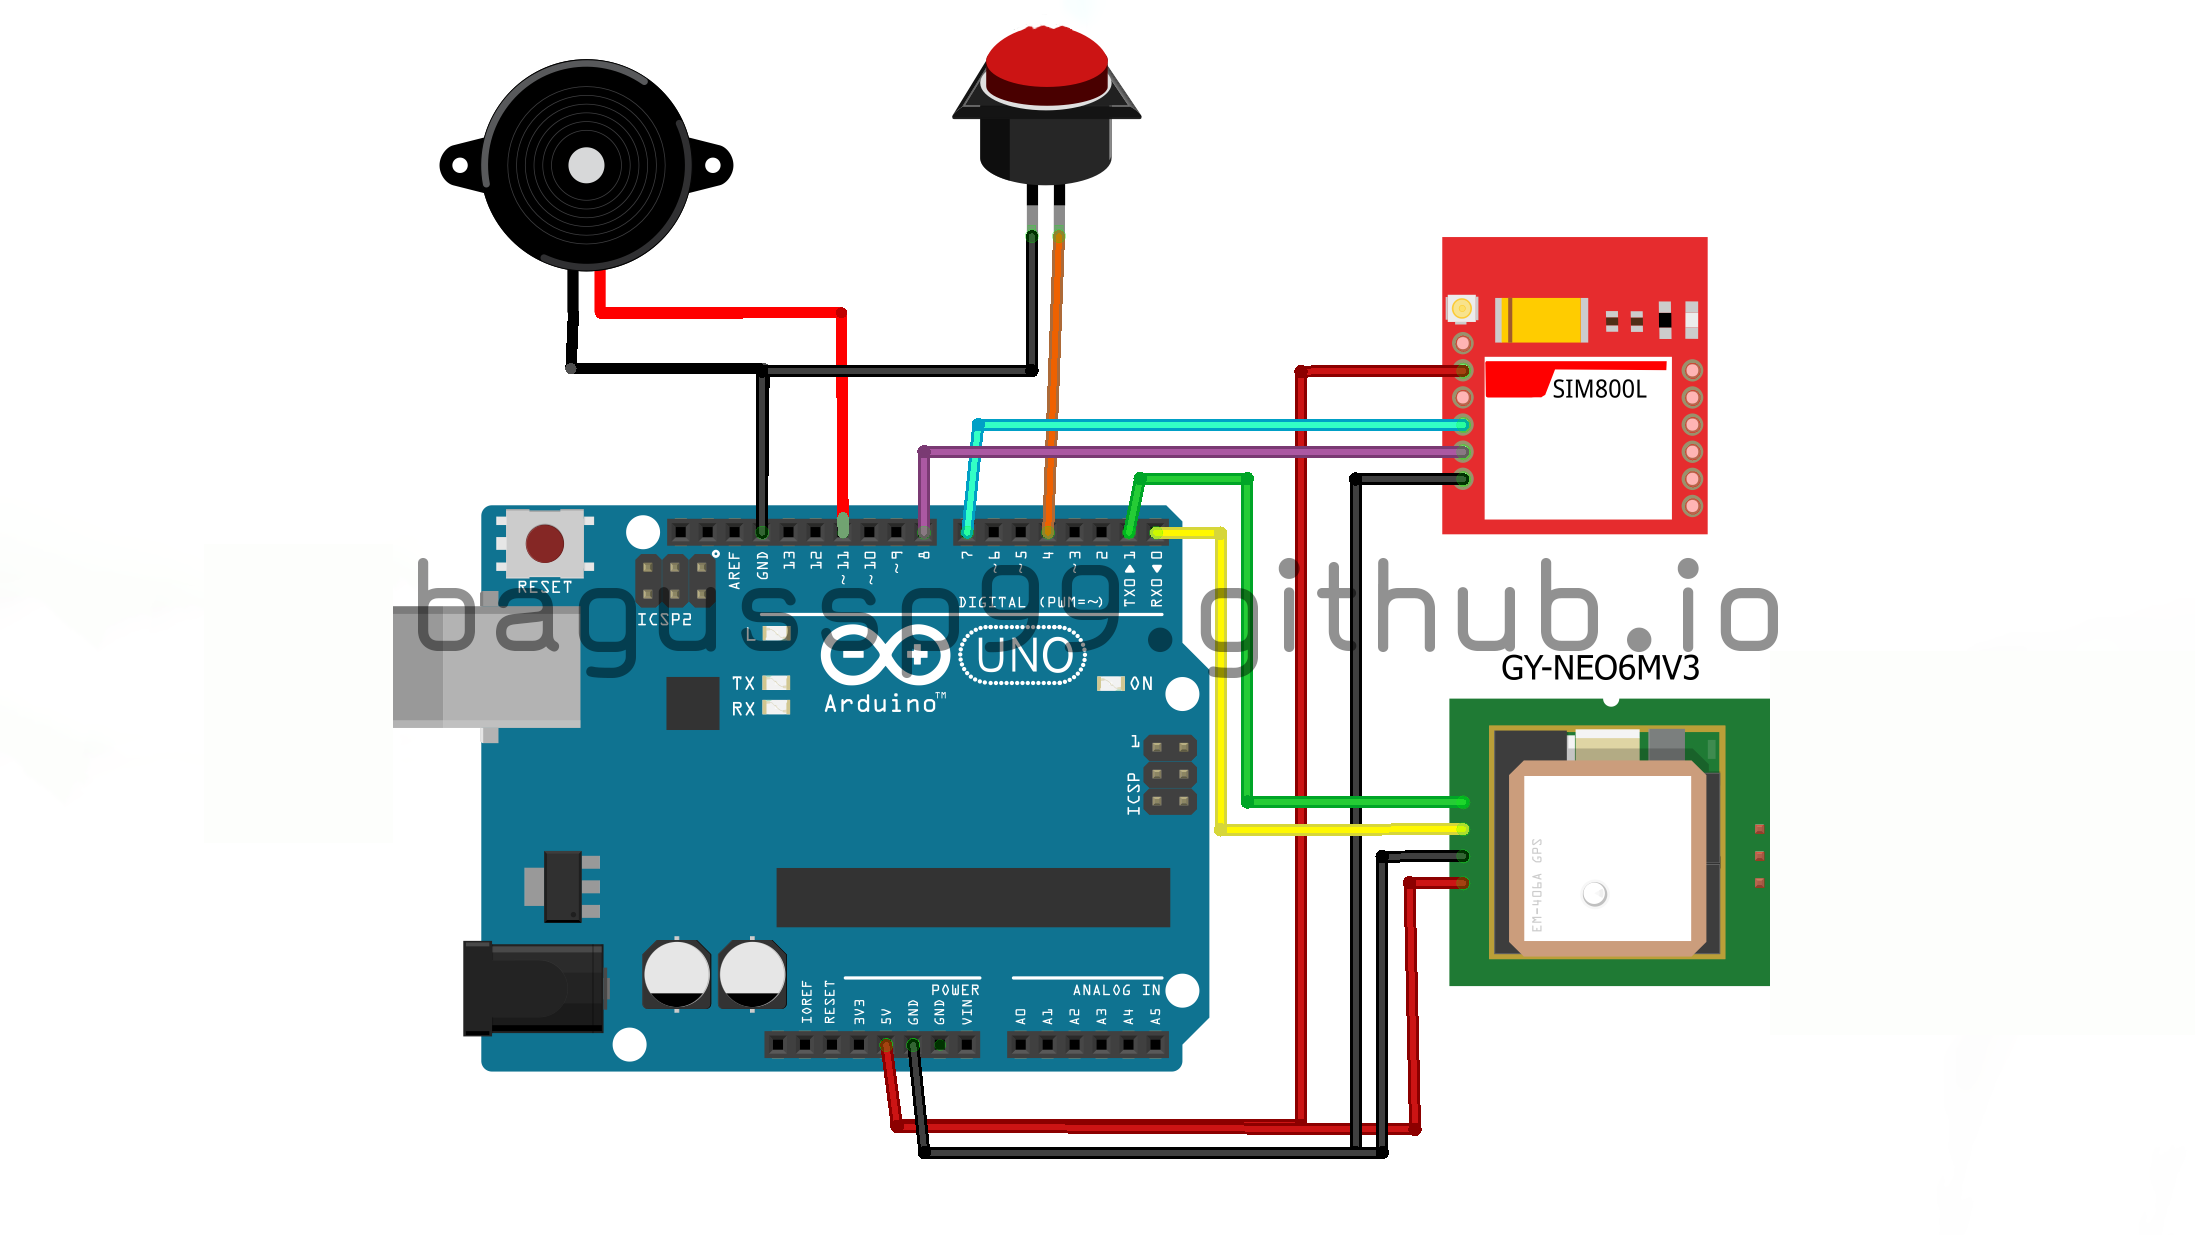 SIM800L
RESET
ICSP2
AREF
GND
13
12
~11
~10
~9
8
7
~6
~5
4
~3
2
TX0▶1
RX0◀0
DIGITAL (PWM=~)
bagussp99.github.io
L
UNO
TX
RX
Arduino™
ON
GY-NEO6MV3
1
ICSP
EM-406A GPS
POWER
ANALOG IN
IOREF
RESET
3V3
5V
GND
GND
VIN
A0
A1
A2
A3
A4
A5